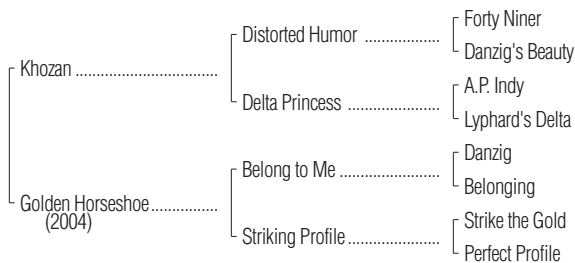 Forty Niner
Distorted Humor ..................
Danzig's Beauty
Khozan ..................................
A.P. Indy
Delta Princess ......................
Lyphard's Delta
Danzig
Belong to Me ........................
Belonging
Golden Horseshoe................
(2004)
Strike the Gold
Striking Profile......................
Perfect Profile